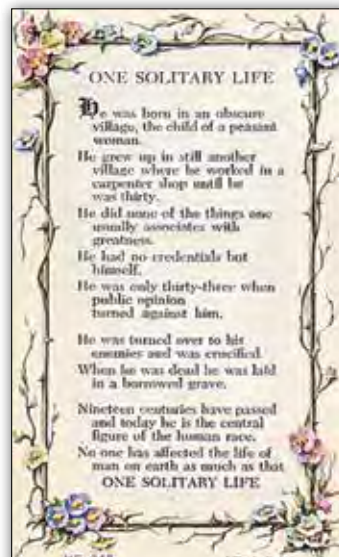 ONE SOLITARY LIFE
He was born in an obscure
village, the child of a peasant
woman.
He grew up in still another
village where he worked in a
carpenter shop until he
was thirty.
He did none of the things one
usually associates with
greatness.
He had no credentials but
himself.
He was only thirty-three when
public opinion
turned against him.
He was turned over to his
enemies and was crucified.
When he was dead he was laid
in a borrowed grave.
Nineteen centuries have passed
and today he is the central
figure of the human race.
No one has affected the life of
man on earth as much as that
ONE SOLITARY LIFE